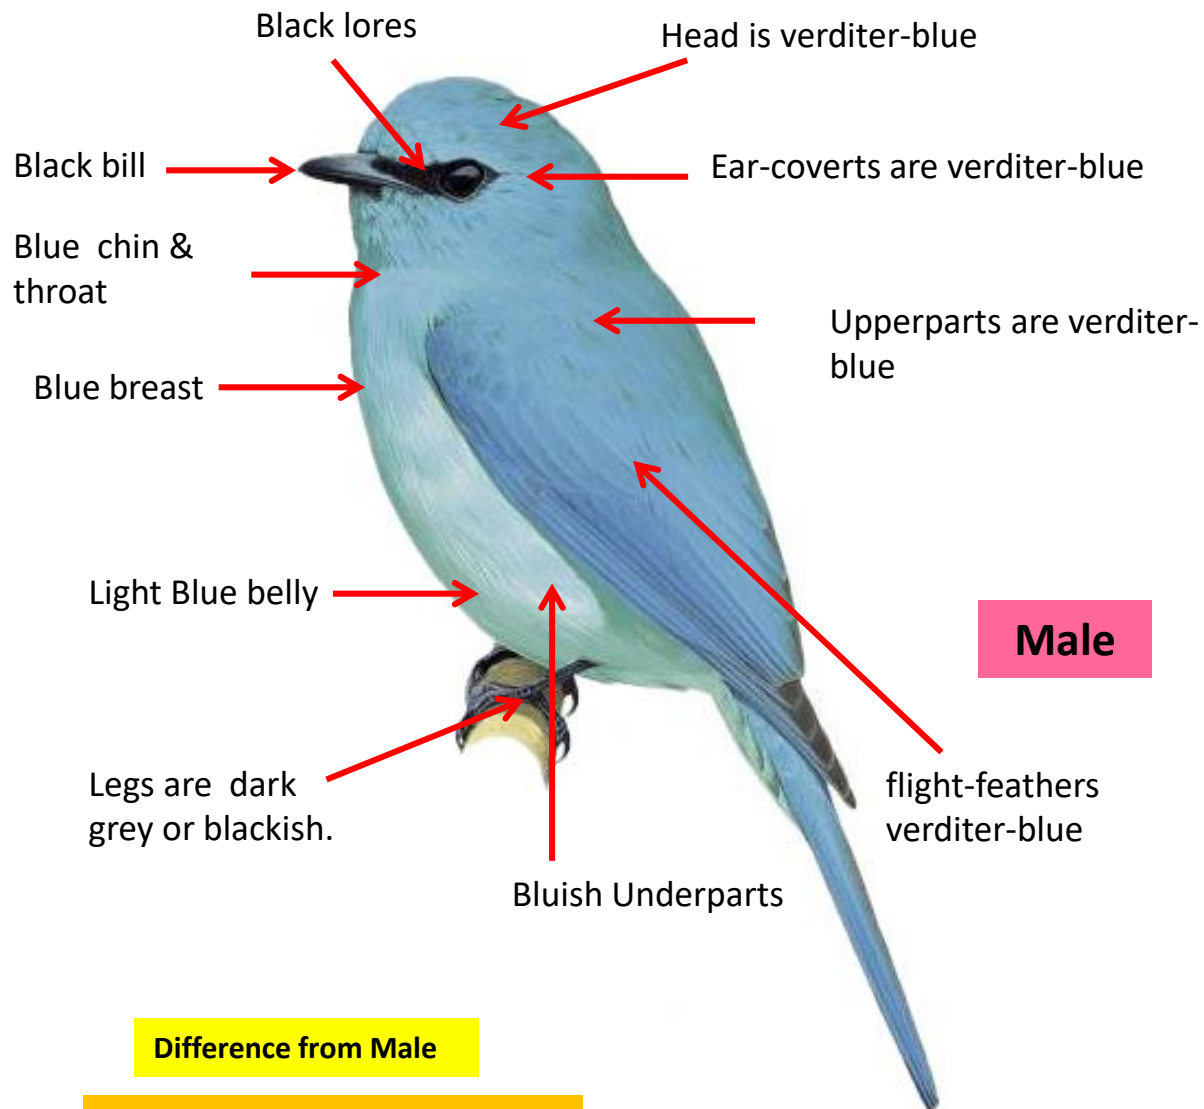 Black lores
Head is verditer-blue
Black bill
Ear-coverts are verditer-blue
Blue  chin &
throat
Upperparts are verditer-
blue
Blue breast
Light Blue belly
Male
Legs are  dark
grey or blackish.
flight-feathers
verditer-blue
Bluish Underparts
Difference from Male